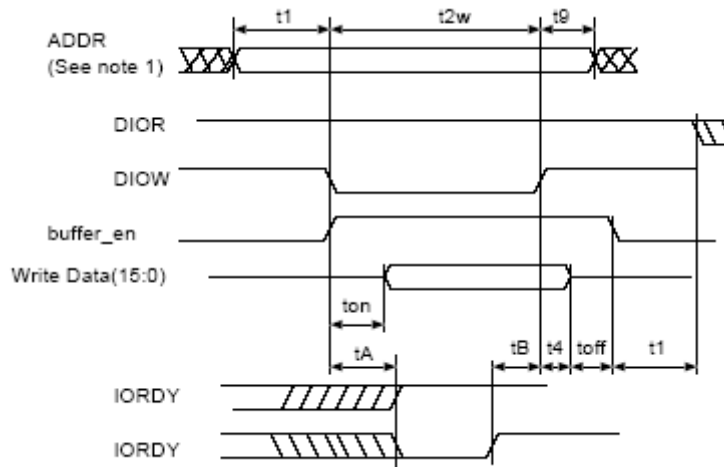 t1
t2w
t9
ADDR
(See note 1)
DIOR
DIOW
buffer_en
Write Data(15:0)
ton
tA
tB
t4
toff
t1
IORDY
IORDY